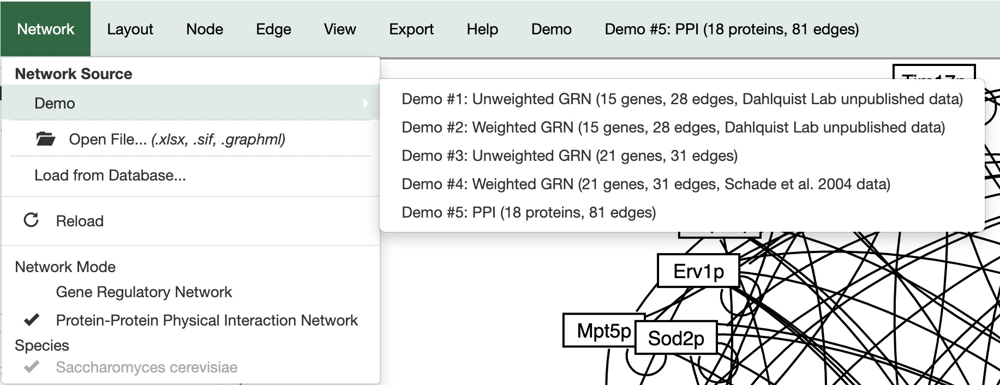 Network Layout Node Edge View Export Help Demo Demo #5: PPI (18 proteins, 81 edges)
Network Source
Demo
Open File... (.xlsx, .sif, .graphml)
Load from Database...
Reload
Network Mode
Gene Regulatory Network
Protein-Protein Physical Interaction Network
Species
Saccharomyces cerevisiae
Demo #1: Unweighted GRN (15 genes, 28 edges, Dahlquist Lab unpublished data)
Demo #2: Weighted GRN (15 genes, 28 edges, Dahlquist Lab unpublished data)
Demo #3: Unweighted GRN (21 genes, 31 edges)
Demo #4: Weighted GRN (21 genes, 31 edges, Schade et al. 2004 data)
Demo #5: PPI (18 proteins, 81 edges)
Tim17p
Erv1p
Mpt5p
Sod2p